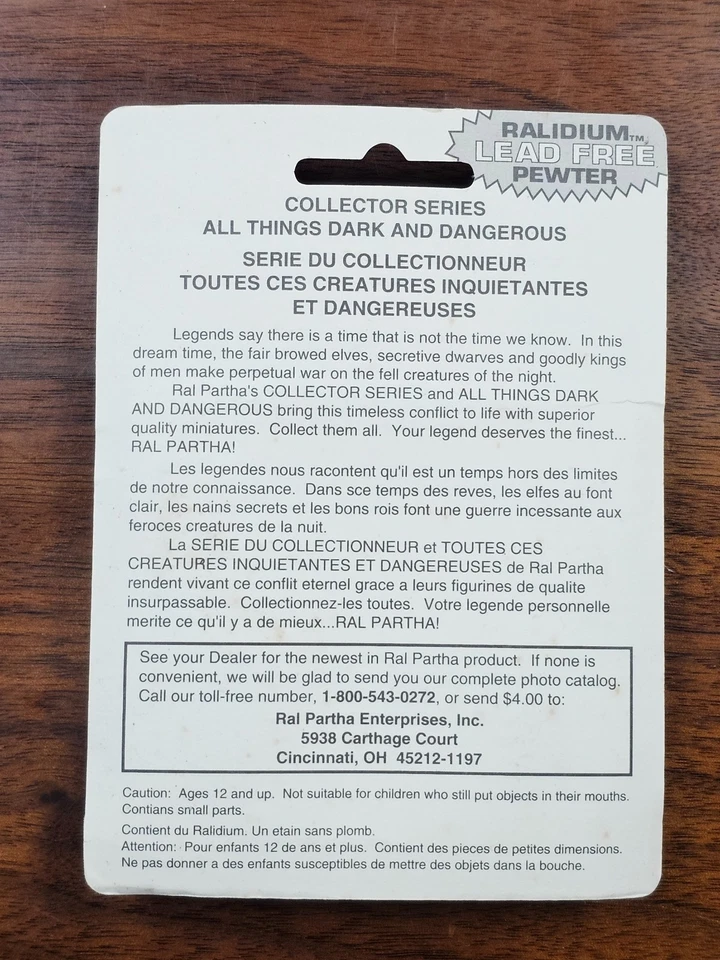 RALIDIUM™
LEAD FREE
PEWTER
COLLECTOR SERIES
ALL THINGS DARK AND DANGEROUS
SERIE DU COLLECTIONNEUR
TOUTES CES CREATURES INQUIETANTES
ET DANGEREUSES
Legends say there is a time that is not the time we know. In this
dream time, the fair browed elves, secretive dwarves and goodly kings
of men make perpetual war on the fell creatures of the night.
Ral Partha's COLLECTOR SERIES and ALL THINGS DARK
AND DANGEROUS bring this timeless conflict to life with superior
quality miniatures. Collect them all. Your legend deserves the finest...
RAL PARTHA!
Les legendes nous racontent qu'il est un temps hors des limites
de notre connaissance. Dans sce temps des reves, les elfes au font
clair, les nains secrets et les bons rois font une guerre incessante aux
feroces creatures de la nuit.
La SERIE DU COLLECTIONNEUR et TOUTES CES
CREATURES INQUIETANTES ET DANGEREUSES de Ral Partha
rendent vivant ce conflit eternel grace a leurs figurines de qualite
insurpassable. Collectionnez-les toutes. Votre legende personnelle
merite ce qu'il y a de mieux...RAL PARTHA!
See your Dealer for the newest in Ral Partha product. If none is
convenient, we will be glad to send you our complete photo catalog.
Call our toll-free number, 1-800-543-0272, or send $4.00 to:
Ral Partha Enterprises, Inc.
5938 Carthage Court
Cincinnati, OH 45212-1197
Caution: Ages 12 and up. Not suitable for children who still put objects in their mouths.
Contians small parts.
Contient du Ralidium. Un etain sans plomb.
Attention: Pour enfants 12 de ans et plus. Contient des pieces de petites dimensions.
Ne pas donner a des enfants susceptibles de mettre des objets dans la bouche.